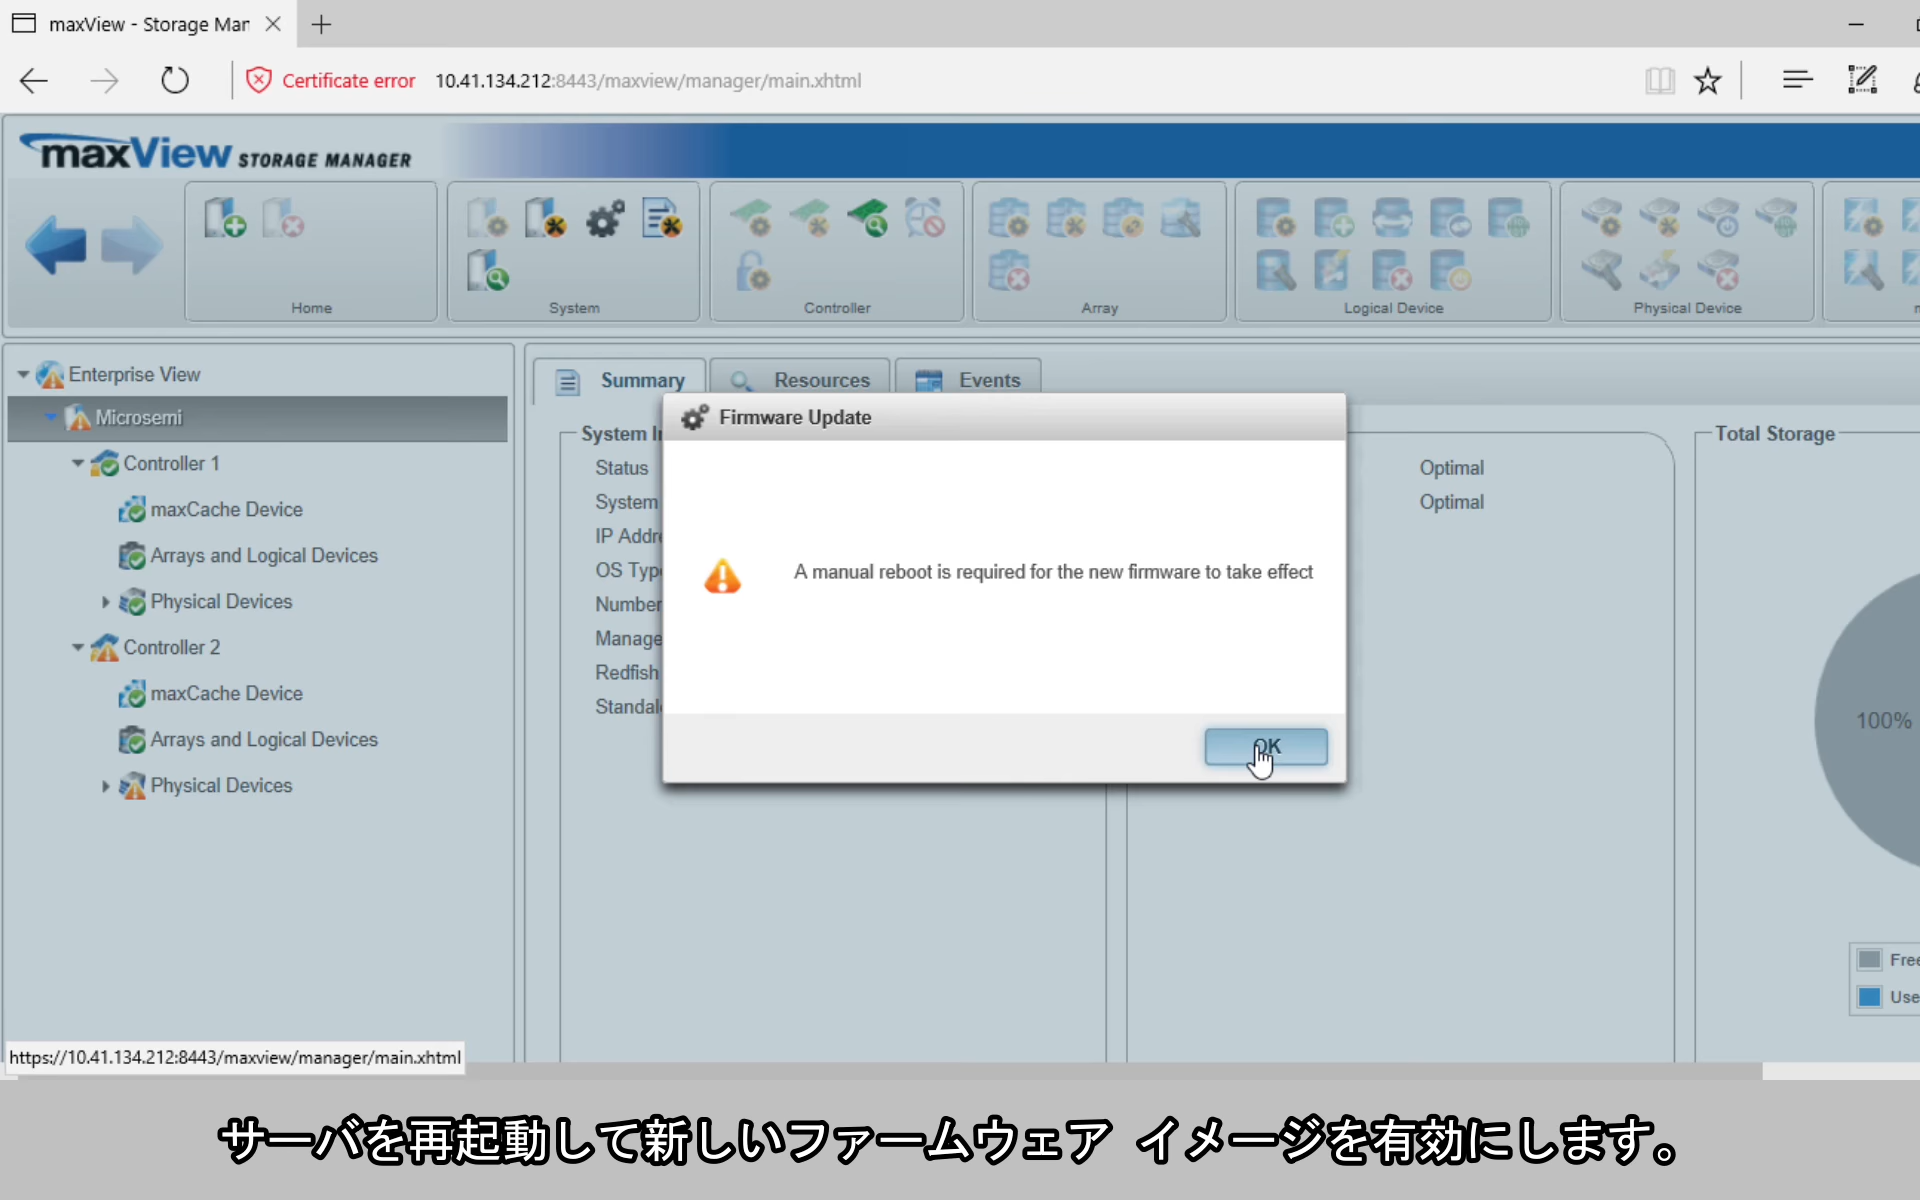 maxView - Storage Man
Certificate error 10.41.134.212:8443/maxview/manager/main.xhtml
maxView STORAGE MANAGER
Home
System
Controller
Array
Logical Device
Physical Device
Enterprise View
Microsemi
Controller 1
maxCache Device
Arrays and Logical Devices
Physical Devices
Controller 2
maxCache Device
Arrays and Logical Devices
Physical Devices
Summary
Resources
Events
System
Status
System
IP Addre
OS Type
Number
Manage
Redfish
Standal
Optimal
Optimal
Total Storage
100%
Free
Use
Firmware Update
A manual reboot is required for the new firmware to take effect
OK
https://10.41.134.212:8443/maxview/manager/main.xhtml
サーバを再起動して新しいファームウェア イメージを有効にします。